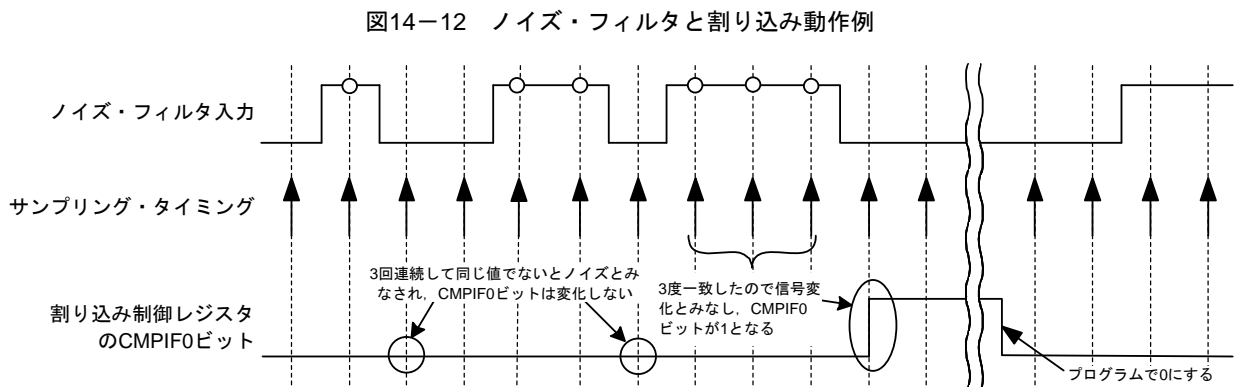 図14－12　ノイズ・フィルタと割り込み動作例
ノイズ・フィルタ入力
サンプリング・タイミング
3回連続して同じ値でないとノイズとみ
なされ，CMPIF0ビットは変化しない
3度一致したので信号変
化とみなし，CMPIF0
ビットが1となる
割り込み制御レジスタ
のCMPIF0ビット
プログラムで0にする